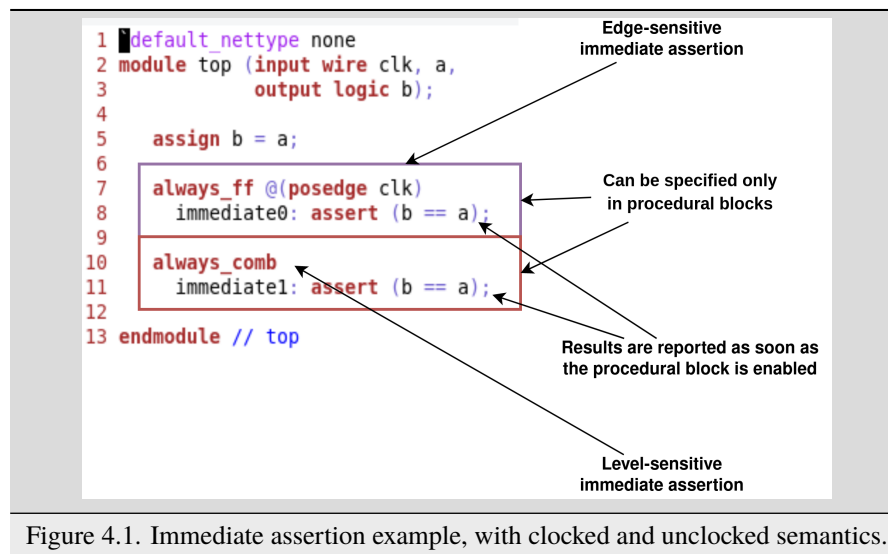 1 `default_nettype none
2 module top (input wire clk, a,
3             output logic b);
4
5   assign b = a;
6
7   always_ff @(posedge clk)
8     immediate0: assert (b == a);
9
10   always_comb
11     immediate1: assert (b == a);
12
13 endmodule // top
Edge-sensitive
immediate assertion
Can be specified only
in procedural blocks
Results are reported as soon as
the procedural block is enabled
Level-sensitive
immediate assertion
Figure 4.1. Immediate assertion example, with clocked and unclocked semantics.